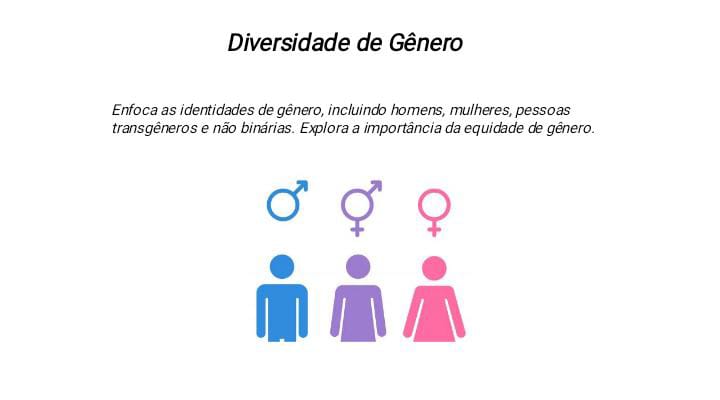 Diversidade de Gênero
Enfoca as identidades de gênero, incluindo homens, mulheres, pessoas
transgêneros e não binárias. Explora a importância da equidade de gênero.